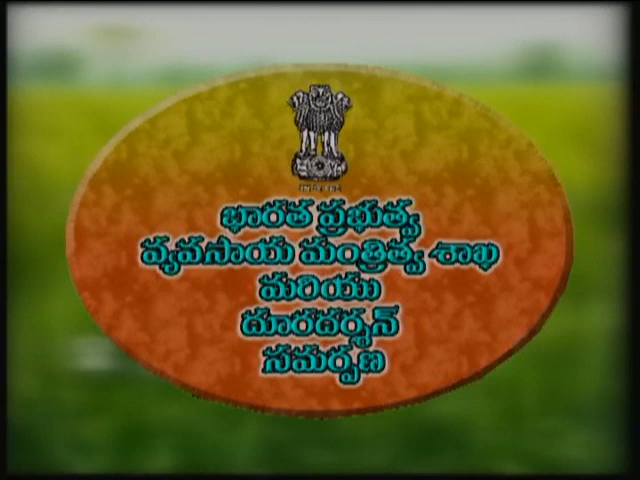 భారత ప్రభుత్వ
వ్యవసాయ మంత్రిత్వ శాఖ
మరియు
దూరదర్శన్
సమర్పణ